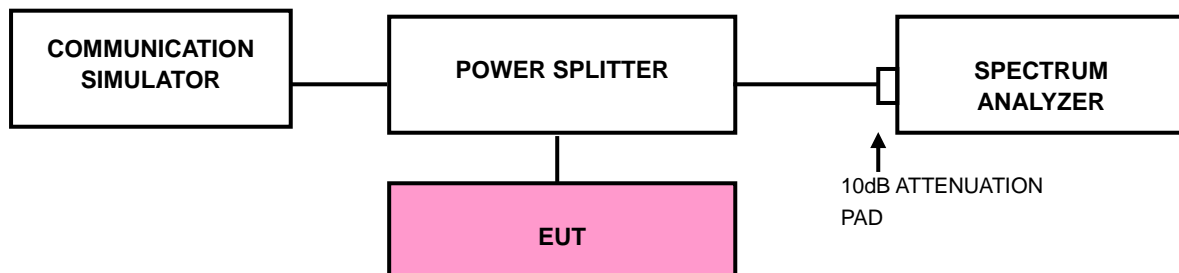 COMMUNICATION
SIMULATOR
POWER SPLITTER
SPECTRUM
ANALYZER
10dB ATTENUATION
PAD
EUT